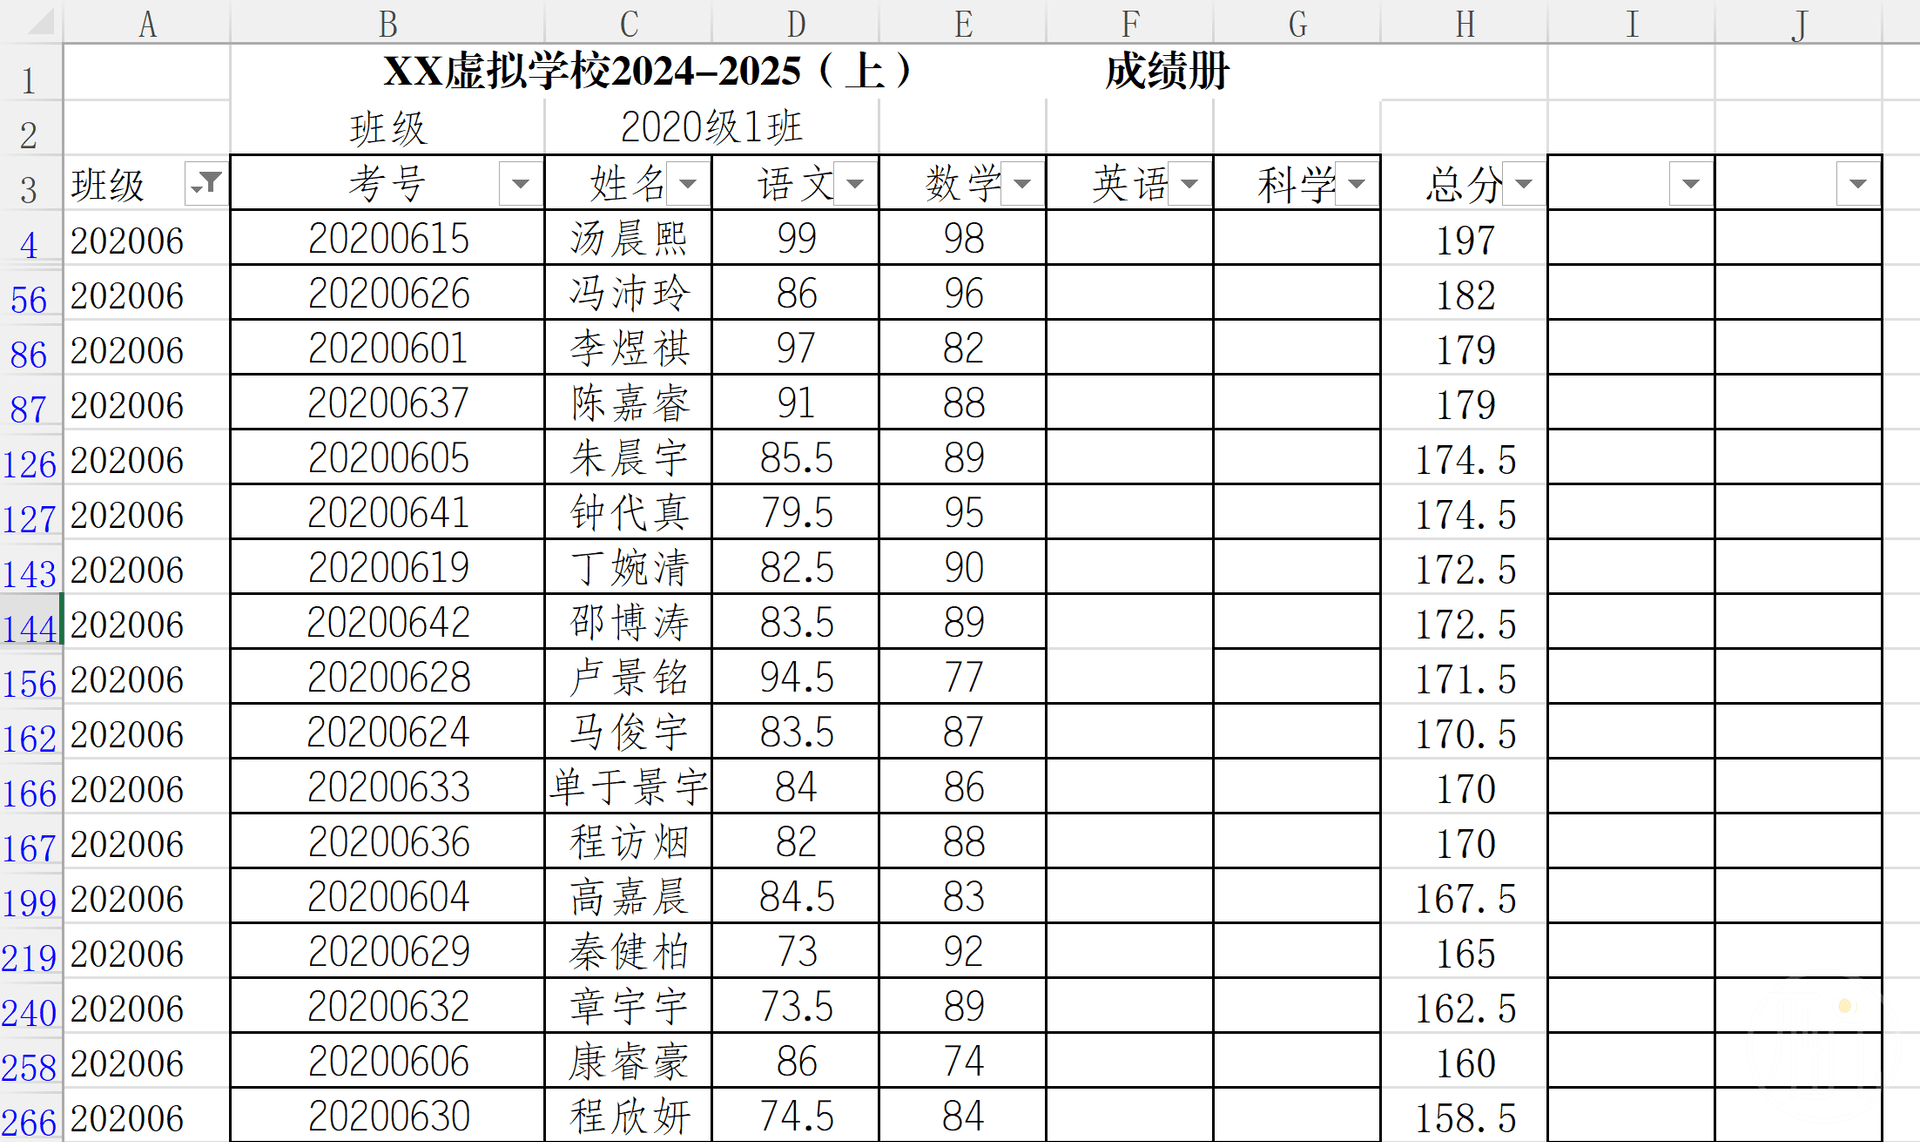 A B C D E F G H I J
1 XX虚拟学校2024-2025（上） 成绩册
2 班级 2020级1班
3 班级 考号 姓名 语文 数学 英语 科学 总分
4 202006 20200615 汤晨熙 99 98 197
56 202006 20200626 冯沛玲 86 96 182
86 202006 20200601 李煜祺 97 82 179
87 202006 20200637 陈嘉睿 91 88 179
126 202006 20200605 朱晨宇 85.5 89 174.5
127 202006 20200641 钟代真 79.5 95 174.5
143 202006 20200619 丁婉清 82.5 90 172.5
144 202006 20200642 邵博涛 83.5 89 172.5
156 202006 20200628 卢景铭 94.5 77 171.5
162 202006 20200624 马俊宇 83.5 87 170.5
166 202006 20200633 单于景宇 84 86 170
167 202006 20200636 程访烟 82 88 170
199 202006 20200604 高嘉晨 84.5 83 167.5
219 202006 20200629 秦健柏 73 92 165
240 202006 20200632 章宇宇 73.5 89 162.5
258 202006 20200606 康睿豪 86 74 160
266 202006 20200630 程欣妍 74.5 84 158.5